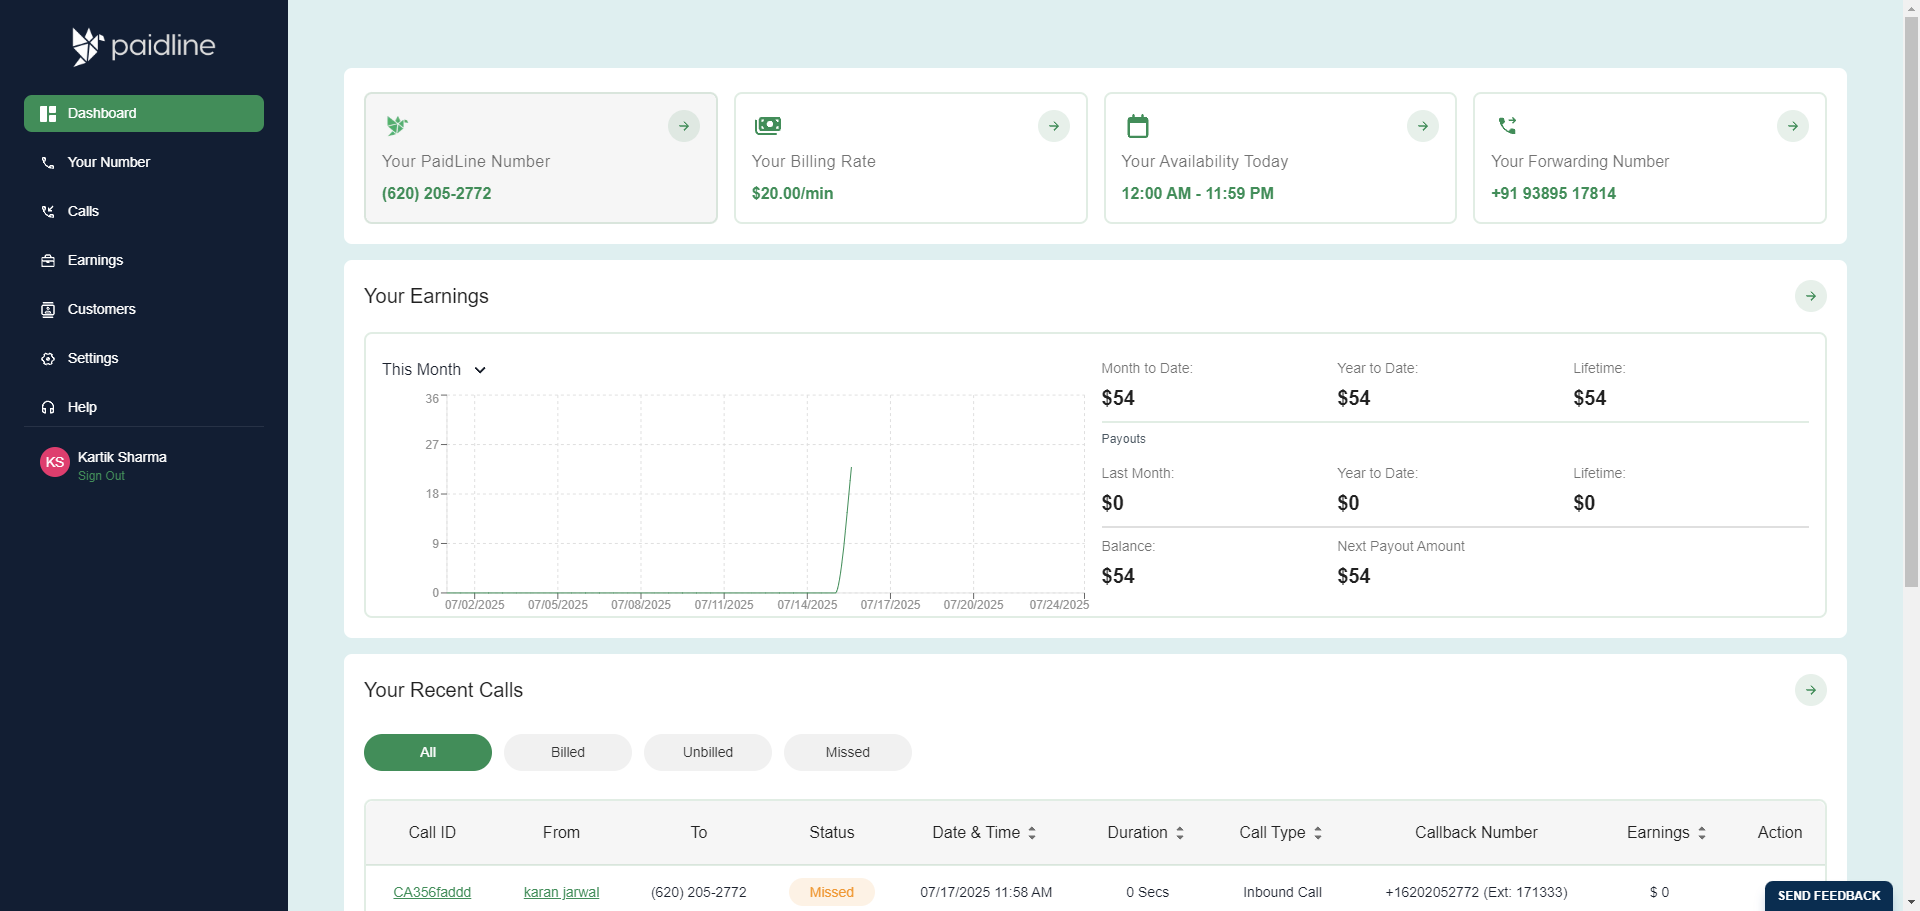 paidline
Dashboard
Your Number
Calls
Earnings
Customers
Settings
Help
KS
Kartik Sharma
Sign Out
Your PaidLine Number
(620) 205-2772
Your Billing Rate
$20.00/min
Your Availability Today
12:00 AM - 11:59 PM
Your Forwarding Number
+91 93895 17814
Your Earnings
This Month
36
27
18
9
0
07/02/2025 07/05/2025 07/08/2025 07/11/2025 07/14/2025 07/17/2025 07/20/2025 07/24/2025
Month to Date: Year to Date: Lifetime:
$54 $54 $54
Payouts
Last Month: Year to Date: Lifetime:
$0 $0 $0
Balance: Next Payout Amount
$54 $54
Your Recent Calls
All Billed Unbilled Missed
Call ID From To Status Date & Time Duration Call Type Callback Number Earnings Action
CA356faddd karan jarwal (620) 205-2772 Missed 07/17/2025 11:58 AM 0 Secs Inbound Call +16202052772 (Ext: 171333) $ 0
SEND FEEDBACK